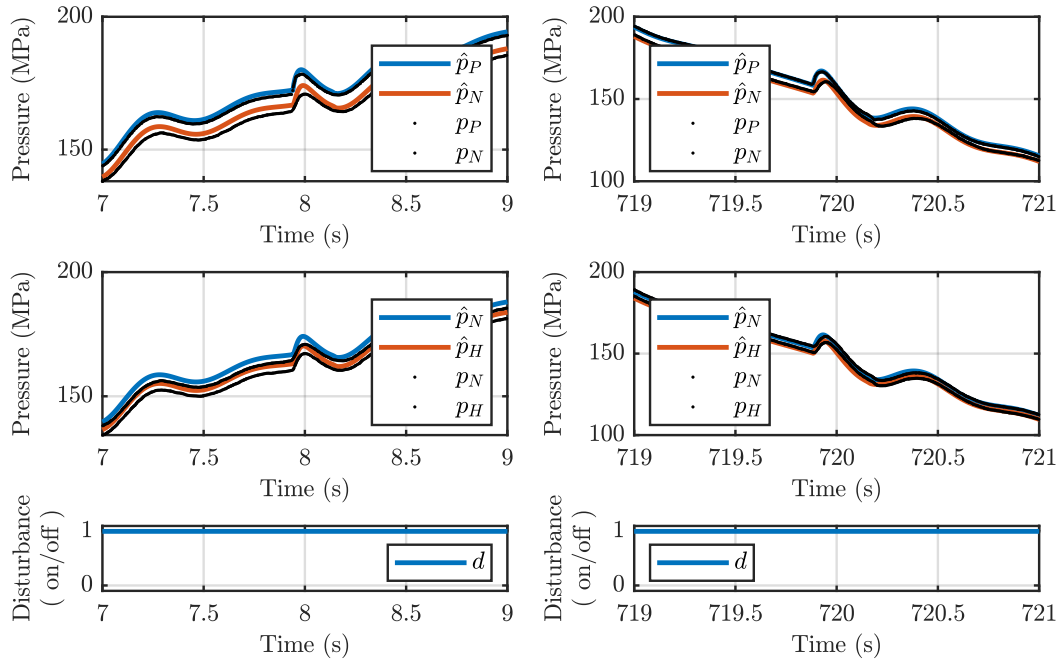 200
150
Pressure (MPa)
p̂_P
p̂_N
p_P
p_N
7 7.5 8 8.5 9
Time (s)
200
150
100
Pressure (MPa)
p̂_P
p̂_N
p_P
p_N
719 719.5 720 720.5 721
Time (s)
200
150
Pressure (MPa)
p̂_N
p̂_H
p_N
p_H
7 7.5 8 8.5 9
Time (s)
200
150
100
Pressure (MPa)
p̂_N
p̂_H
p_N
p_H
719 719.5 720 720.5 721
Time (s)
Disturbance
( on/off )
1
0
d
7 7.5 8 8.5 9
Time (s)
Disturbance
( on/off )
1
0
d
719 719.5 720 720.5 721
Time (s)